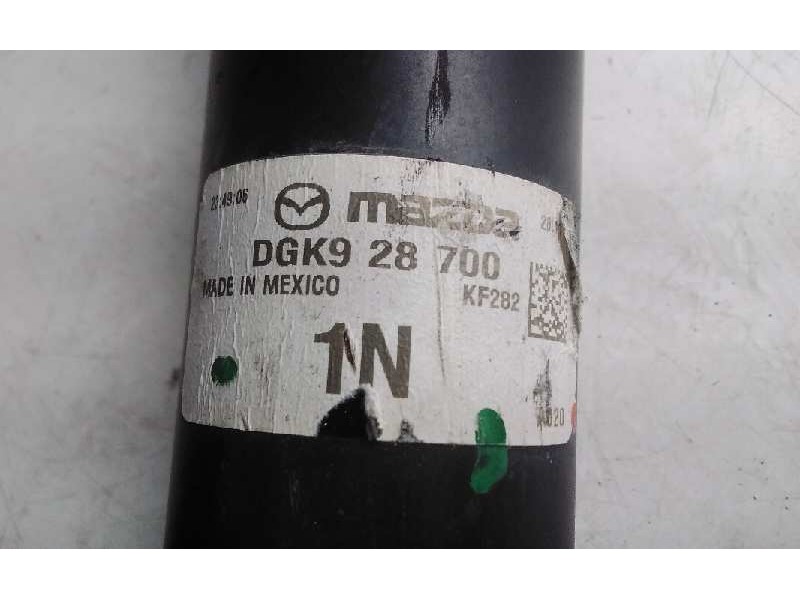 mazda
DGK9 28 700
MADE IN MEXICO KF282
1N